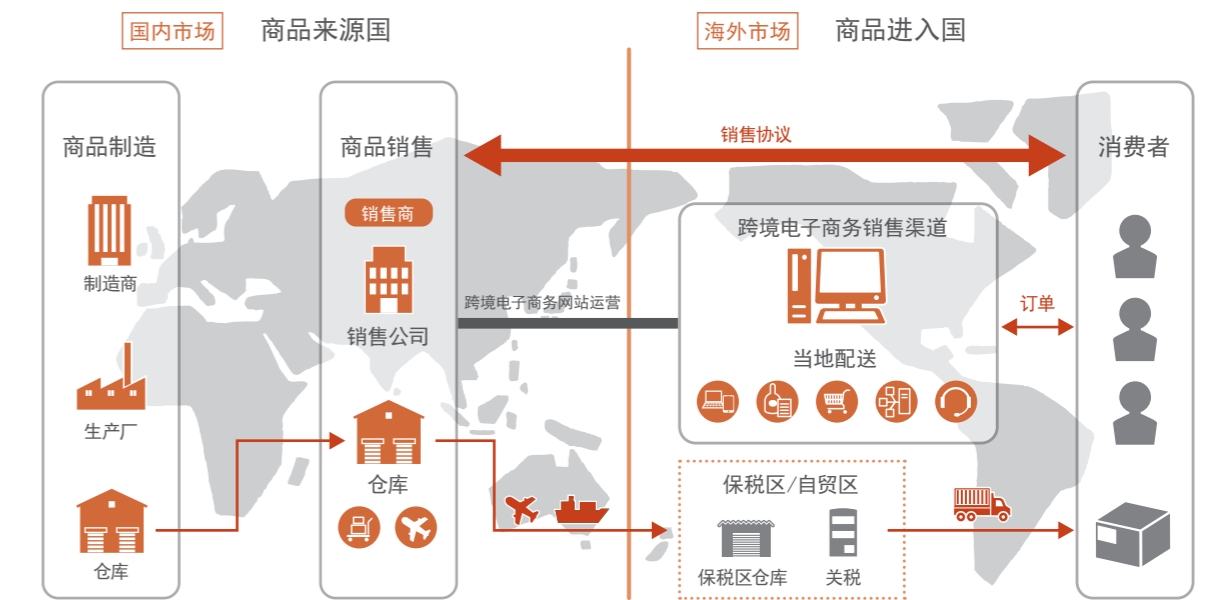 国内市场
商品来源国
海外市场
商品进入国
商品制造
制造商
生产厂
仓库
商品销售
销售商
销售公司
仓库
销售协议
跨境电子商务网站运营
跨境电子商务销售渠道
当地配送
订单
保税区/自贸区
保税区仓库
关税
消费者